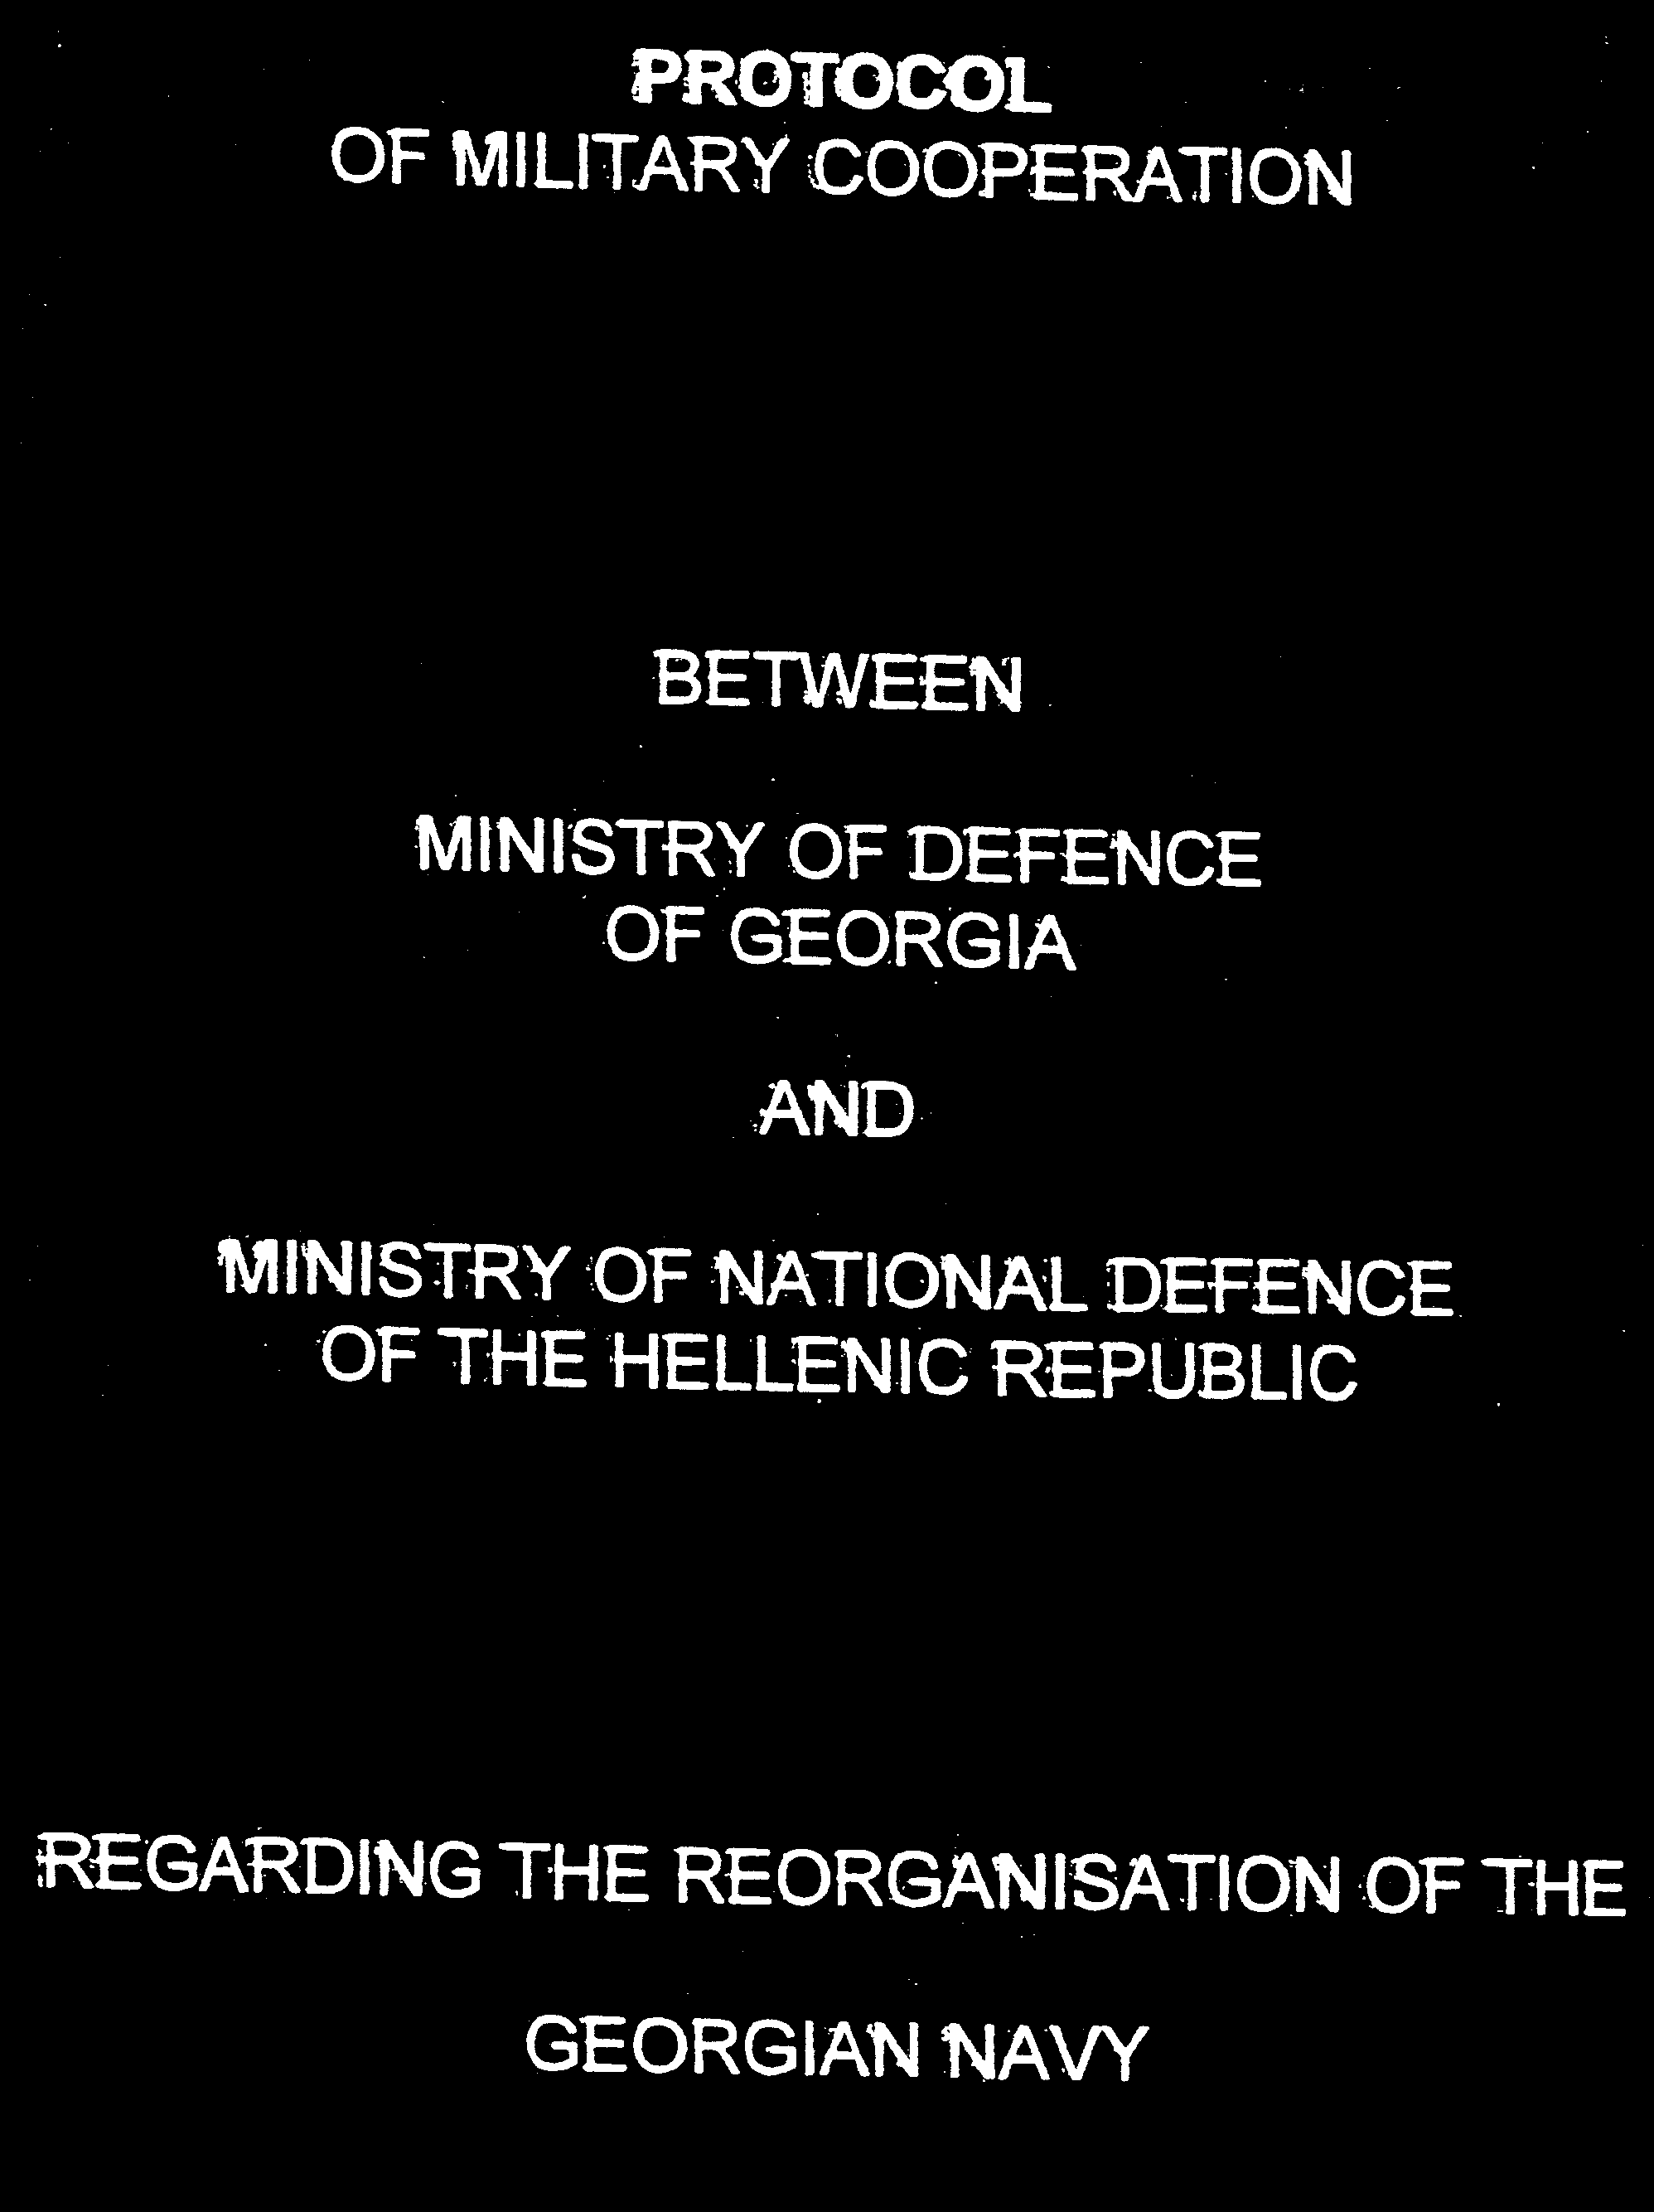 PROTOCOL
OF MILITARY COOPERATION
BETWEEN
MINISTRY OF DEFENCE
OF GEORGIA
AND
MINISTRY OF NATIONAL DEFENCE
OF THE HELLENIC REPUBLIC
REGARDING THE REORGANISATION OF THE
GEORGIAN NAVY